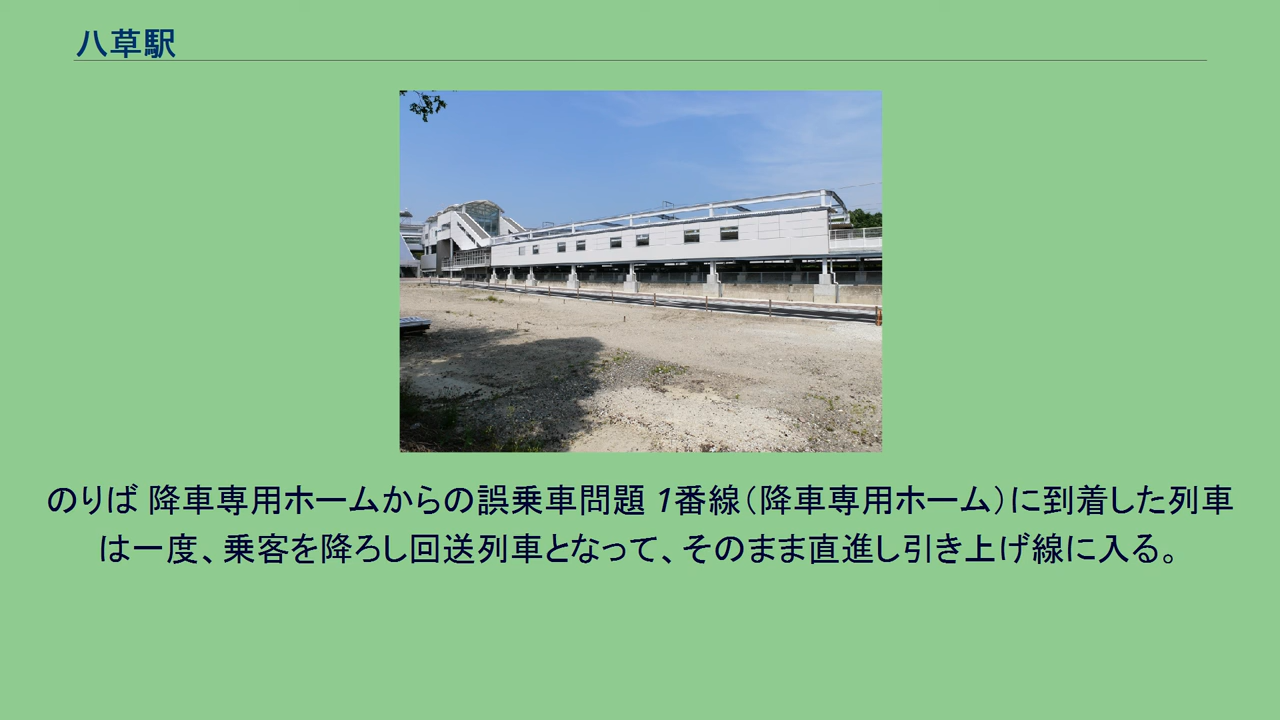 八草駅
のりば 降車専用ホームからの誤乗車問題 1番線（降車専用ホーム）に到着した列車
は一度、乗客を降ろし回送列車となって、そのまま直進し引き上げ線に入る。